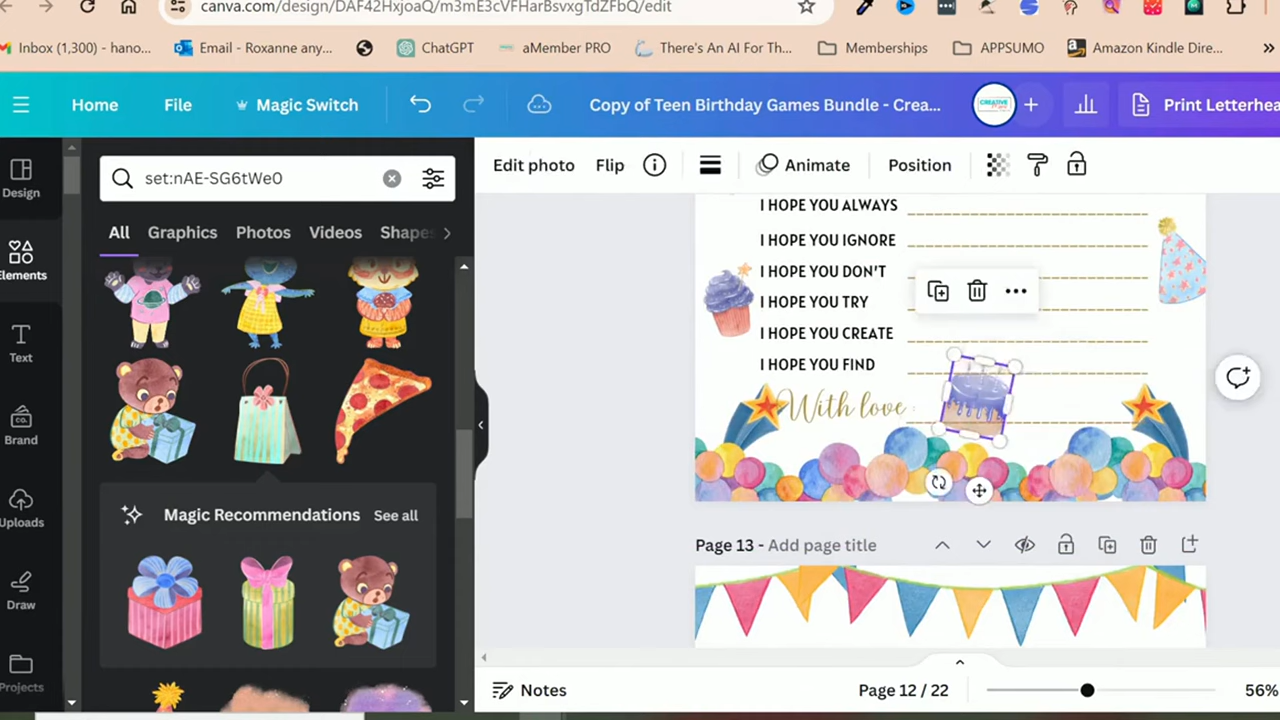 canva.com/design/DAF42HxjoaQ/m3mE3cVFHarBsvxgTdZFbQ/edit
Inbox (1,300) - hano...
Email - Roxanne any...
ChatGPT
aMember PRO
There's An AI For Th...
Memberships
APPSUMO
Amazon Kindle Dire...
»
Home
File
Magic Switch
Copy of Teen Birthday Games Bundle - Crea...
CREATIVE
+
Print Letterhea
Design
Elements
Text
Brand
Uploads
Draw
Projects
set:nAE-SG6tWe0
All
Graphics
Photos
Videos
Shapes
Magic Recommendations
See all
Edit photo
Flip
Animate
Position
I HOPE YOU ALWAYS
I HOPE YOU IGNORE
I HOPE YOU DON'T
I HOPE YOU TRY
I HOPE YOU CREATE
I HOPE YOU FIND
With love :
Page 13 - Add page title
Notes
Page 12 / 22
56%